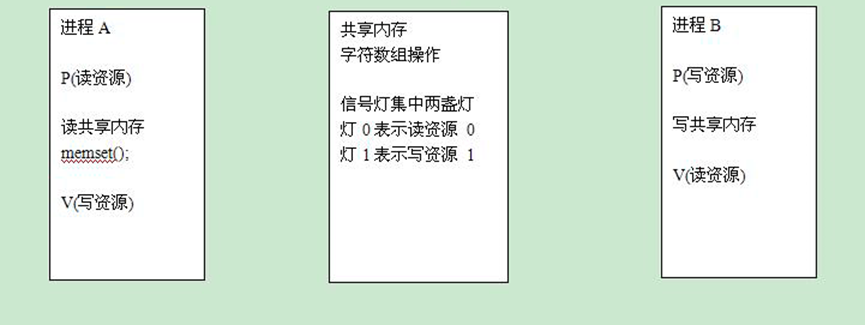 进程 A
P(读资源)
读共享内存
memset();
V(写资源)
共享内存
字符数组操作
信号灯集中两盏灯
灯 0 表示读资源 0
灯 1 表示写资源 1
进程 B
P(写资源)
写共享内存
V(读资源)